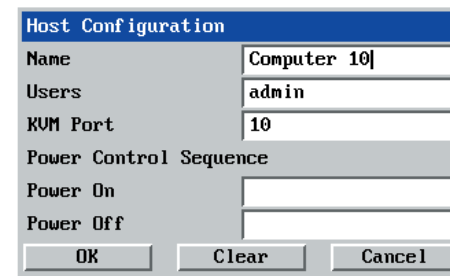 Host Configuration
Name Computer 10
Users admin
KVM Port 10
Power Control Sequence
Power On
Power Off
OK Clear Cancel